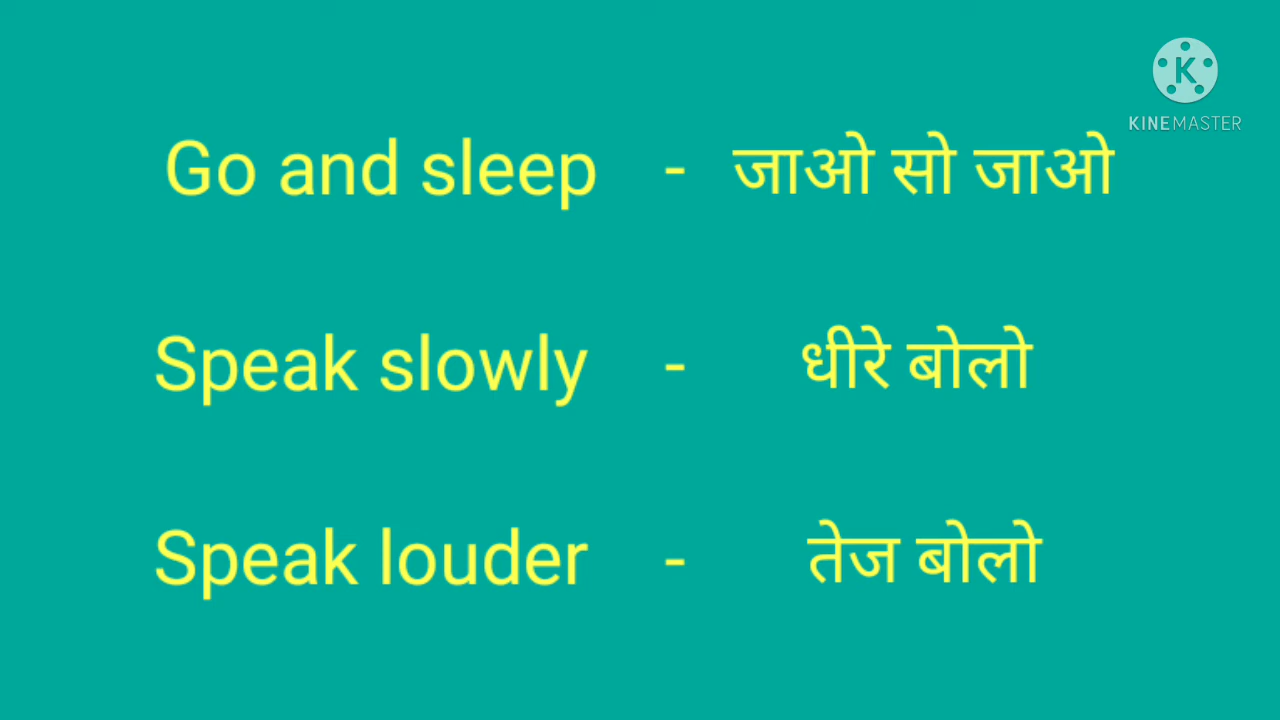 KINEMASTER
Go and sleep - जाओ सो जाओ
Speak slowly - धीरे बोलो
Speak louder - तेज बोलो